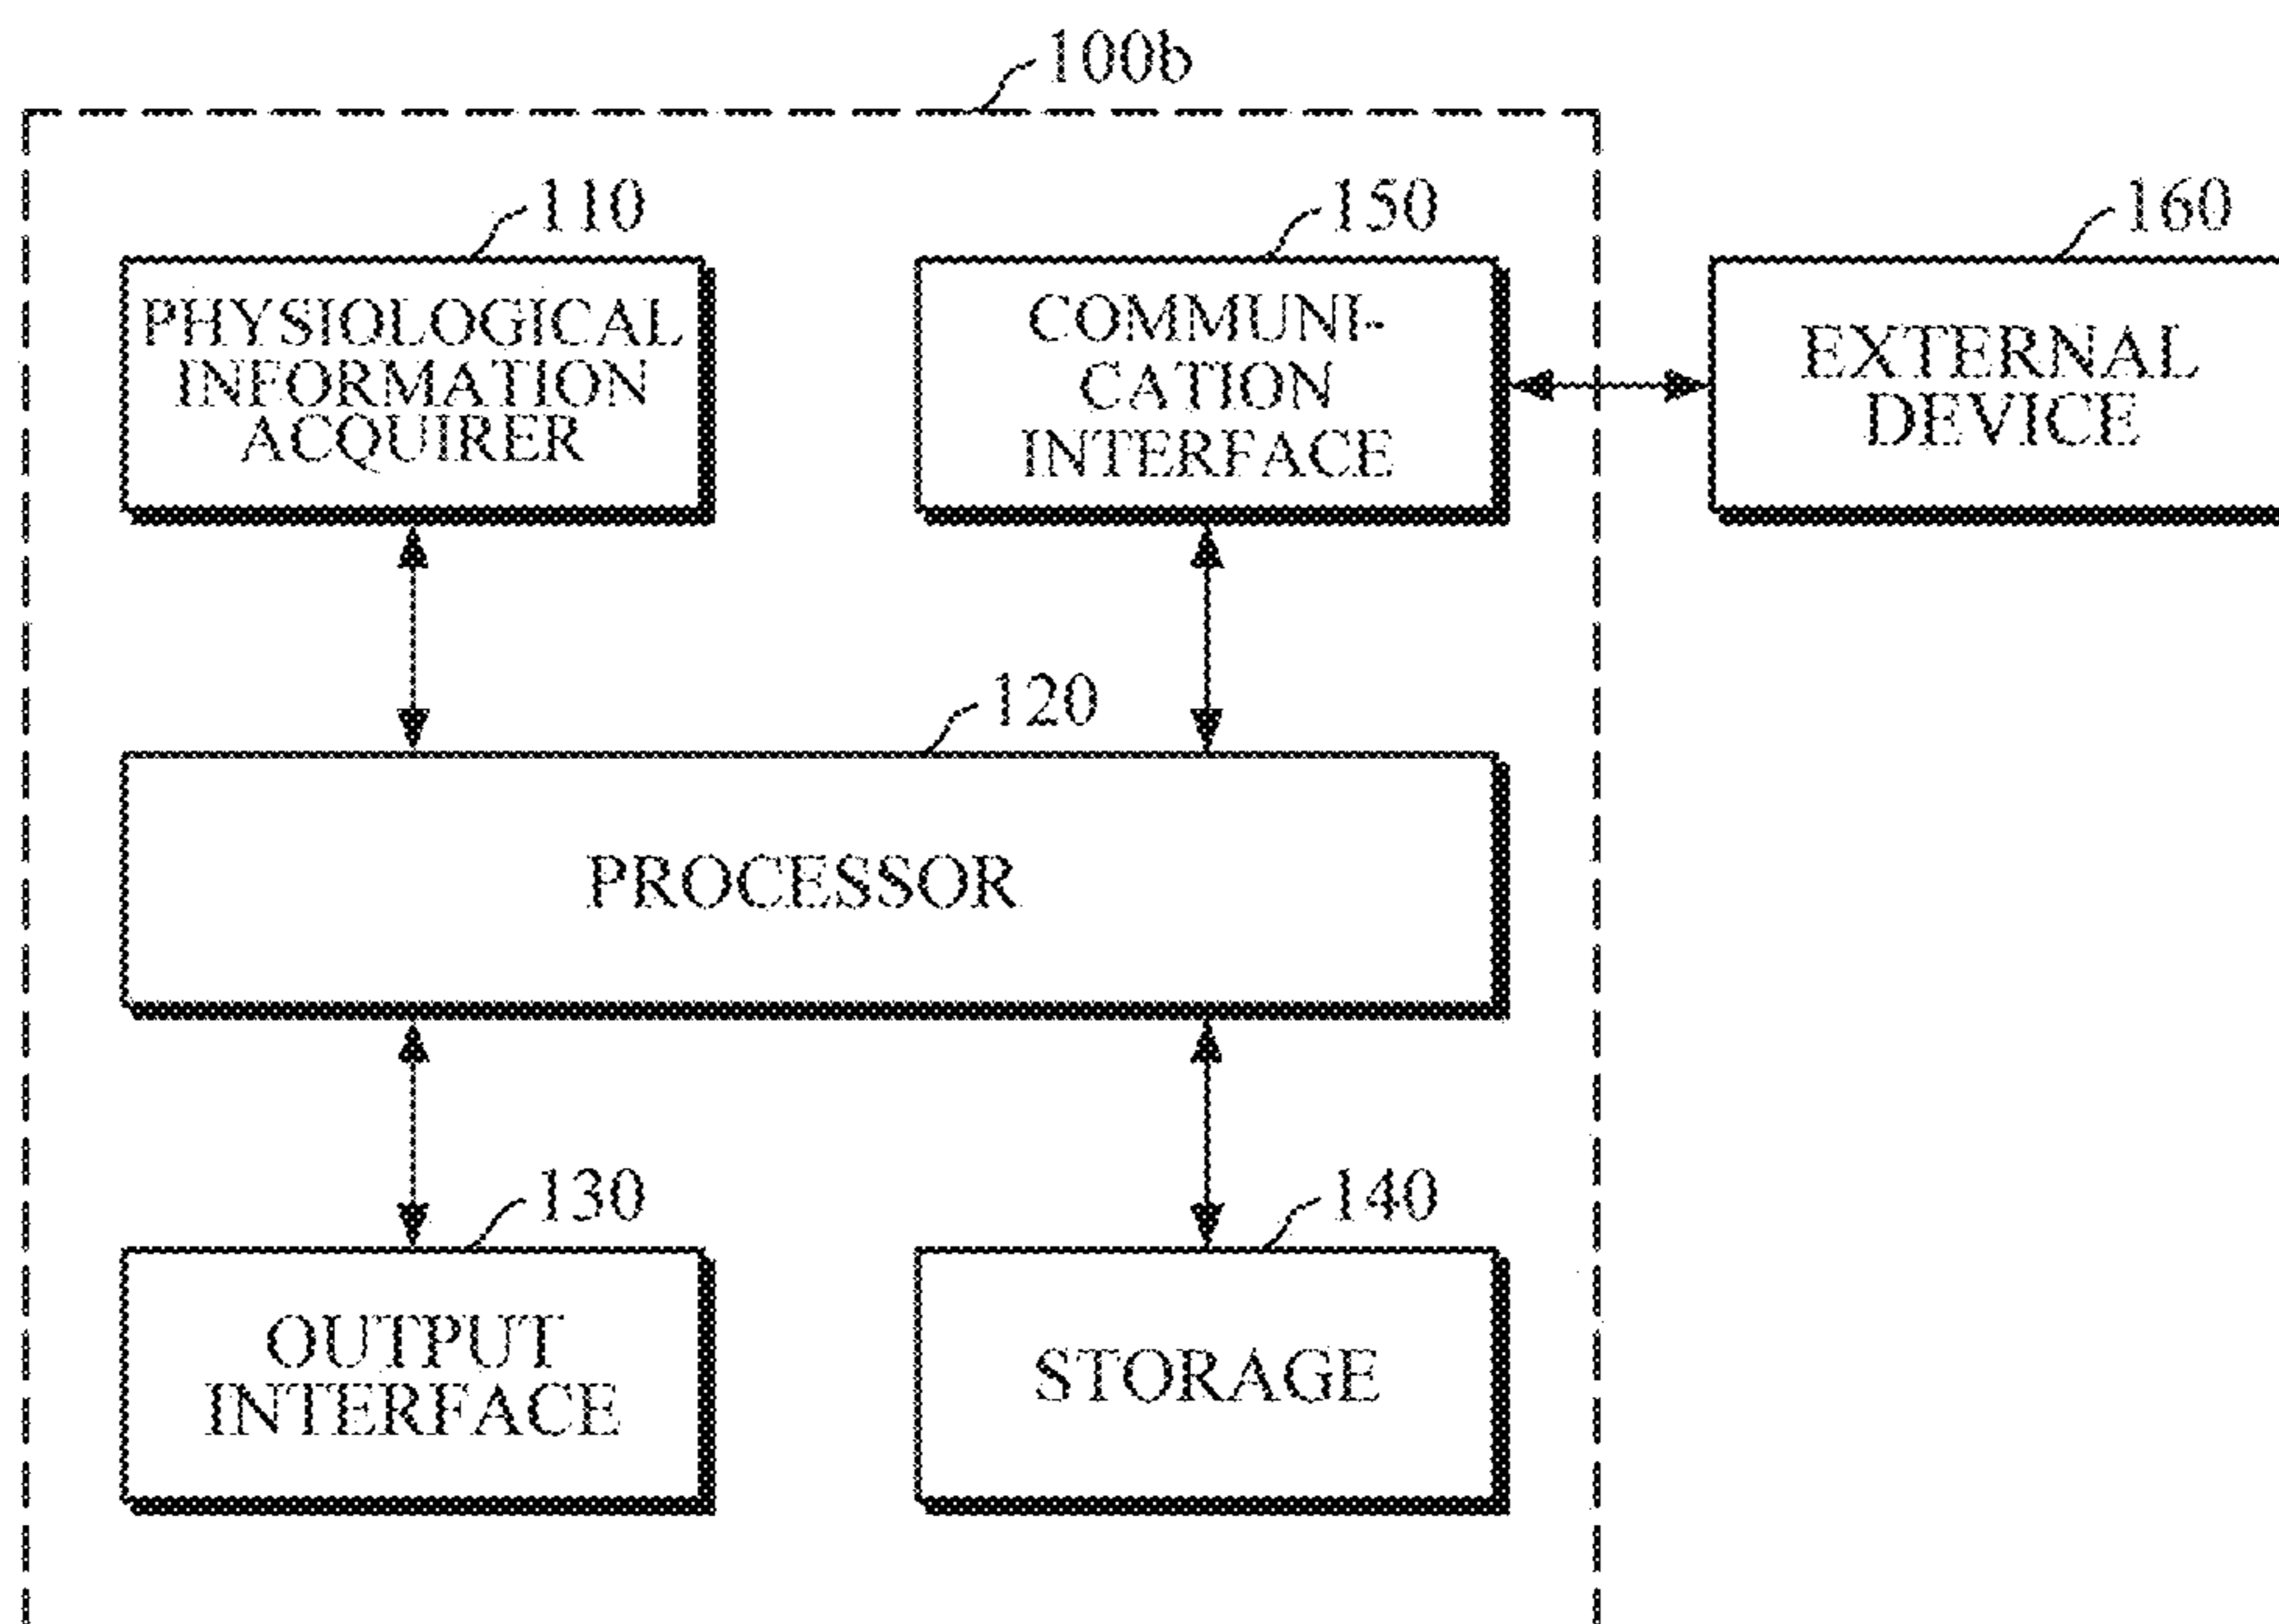 100b
110
150
160
PHYSIOLOGICAL
INFORMATION
ACQUIRER
COMMUNI-
CATION
INTERFACE
EXTERNAL
DEVICE
120
PROCESSOR
130
140
OUTPUT
INTERFACE
STORAGE